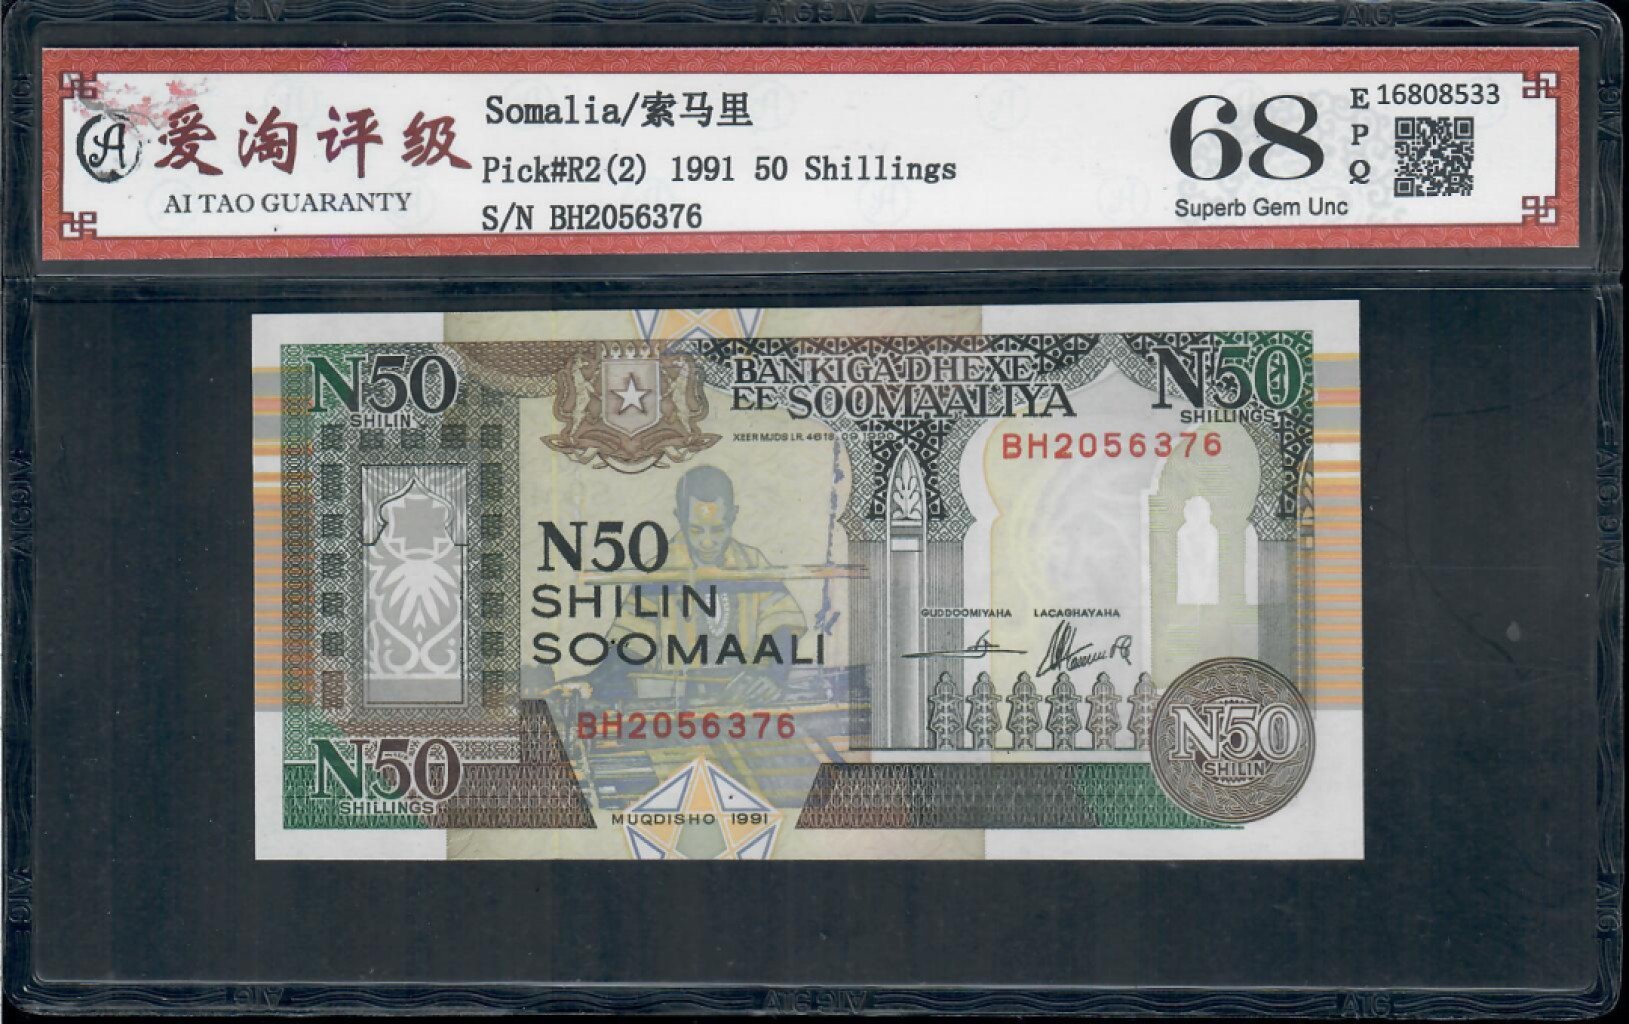 爱淘评级
AI TAO GUARANTY
Somalia/索马里
Pick#R2(2) 1991 50 Shillings
S/N BH2056376
68
EPQ
16808533
Superb Gem Unc
N50
SHILIN
BANKIGA DHEXE
EE SOOMAALIYA
N50
SHILLINGS
BH2056376
N50
SHILIN
SOOMAALI
GUDDOOMIYAHA LACAGHAYAHA
BH2056376
N50
SHILLINGS
MUQDISHO 1991
N50
SHILIN